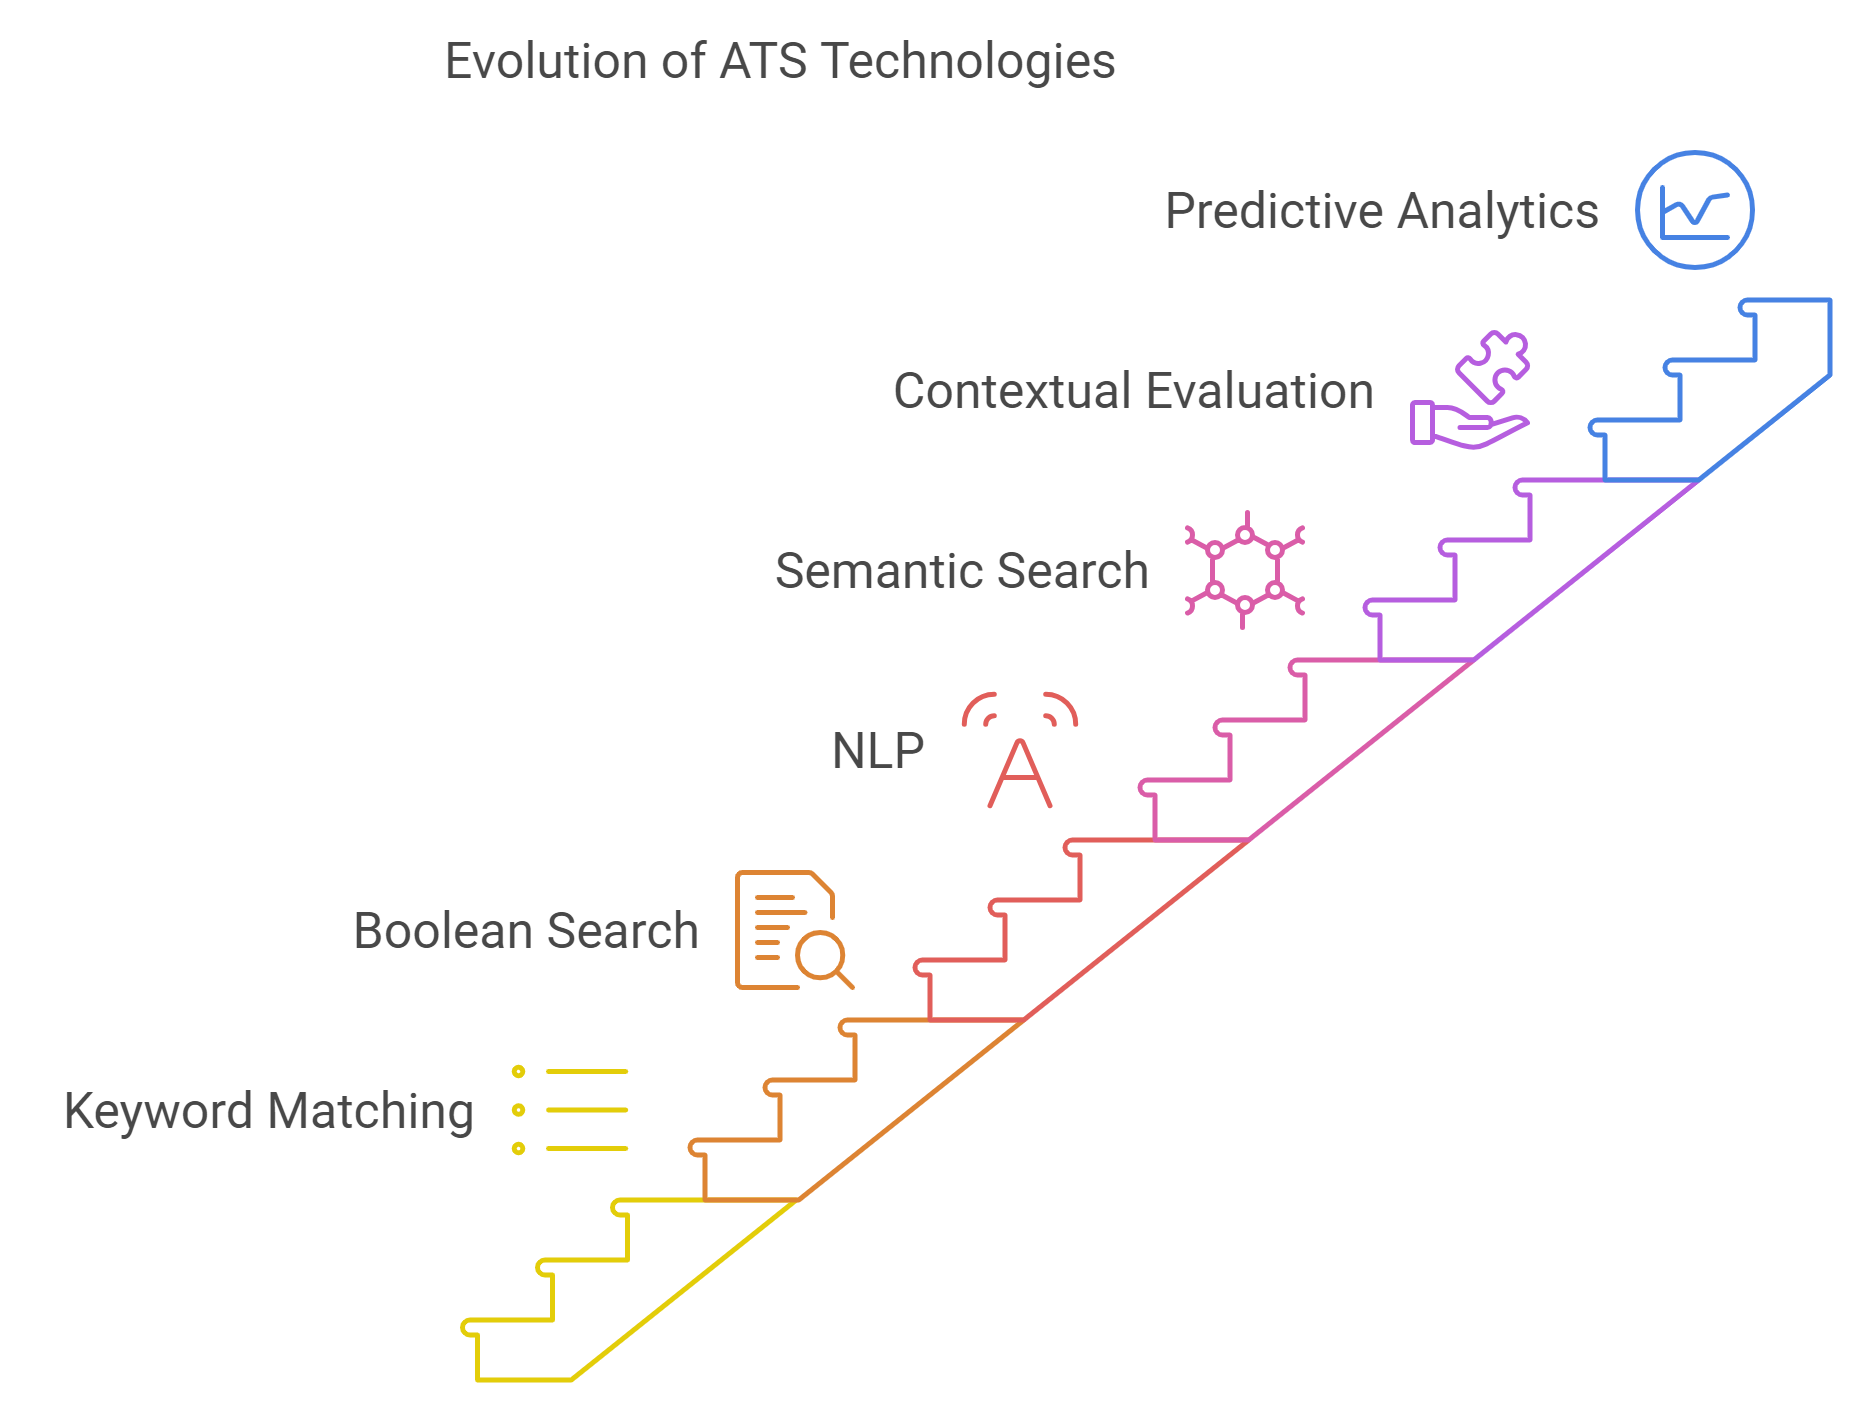 Evolution of ATS Technologies
Predictive Analytics
Contextual Evaluation
Semantic Search
NLP
Boolean Search
Keyword Matching